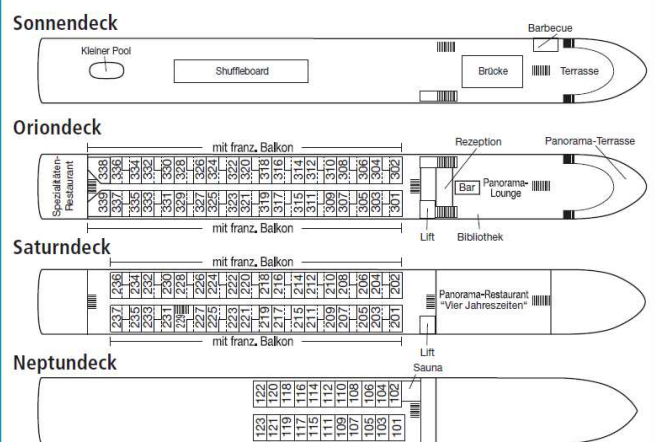 Sonnendeck
Barbecue
Kleiner Pool
Shuffleboard
Brücke
Terrasse
Oriondeck
mit franz. Balkon
Rezeption
Panorama-Terrasse
Spezialitäten-
Restaurant
338 336 334 332 330 328 326 324 322 320 318 316 314 312 310 308 306 304 302
339 337 335 333 331 329 327 325 323 321 319 317 315 311 309 307 305 303 301
Bar
Panorama-
Lounge
mit franz. Balkon
Lift
Bibliothek
Saturndeck
mit franz. Balkon
236 234 232 230 228 226 224 222 220 218 216 214 212 210 208 206 204 202
237 235 233 231 229 227 225 223 221 219 217 215 211 209 207 205 203 201
Panorama-Restaurant
"Vier Jahreszeiten"
mit franz. Balkon
Lift
Neptundeck
Sauna
122 120 118 116 114 112 110 108 106 104 102
123 121 119 117 115 111 109 107 105 103 101